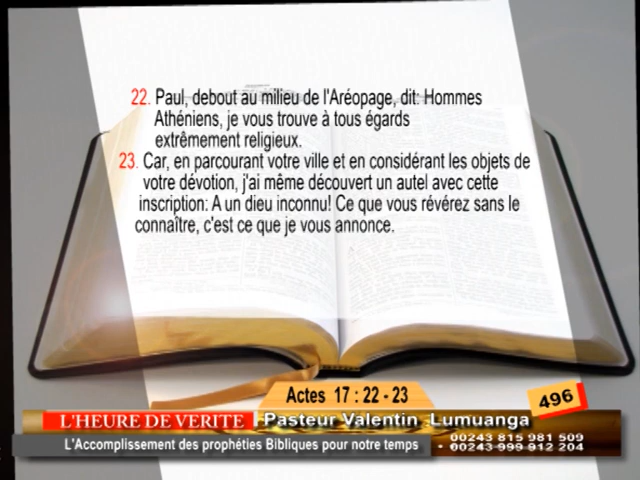 22. Paul, debout au milieu de l'Aréopage, dit: Hommes
Athéniens, je vous trouve à tous égards
extrêmement religieux.
23. Car, en parcourant votre ville et en considérant les objets de
votre dévotion, j'ai même découvert un autel avec cette
inscription: A un dieu inconnu! Ce que vous révérez sans le
connaître, c'est ce que je vous annonce.
Actes 17 : 22 - 23
496
L'HEURE DE VERITE Pasteur Valentin Lumuanga
L'Accomplissement des prophéties Bibliques pour notre temps
00243 815 981 509
- 00243 999 912 204